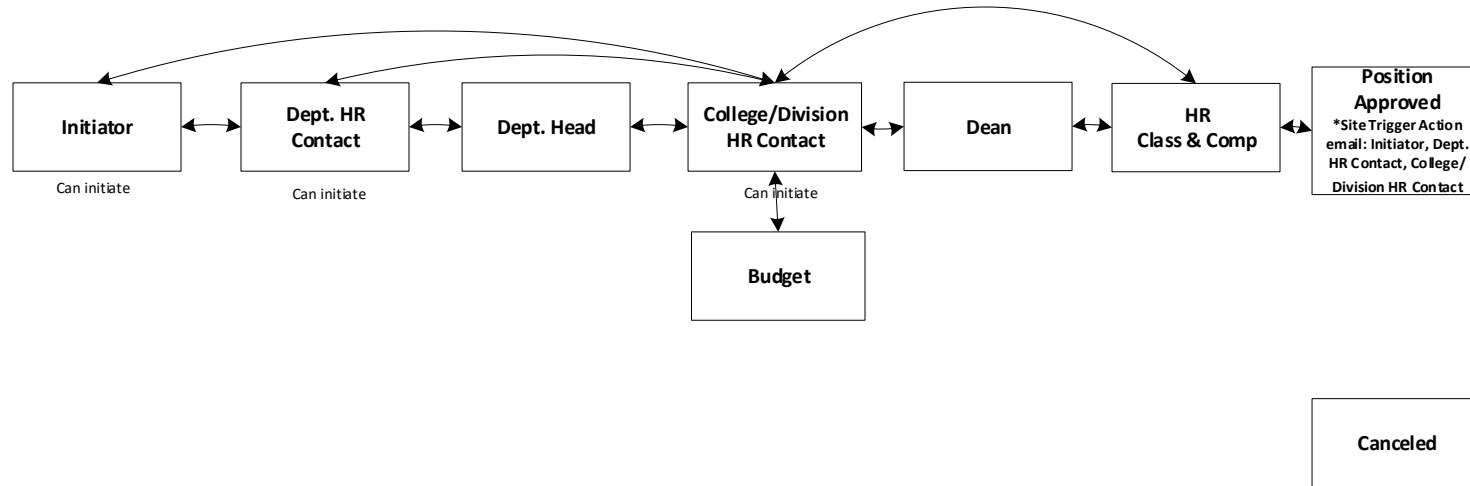 Initiator
Can initiate
Dept. HR
Contact
Can initiate
Dept. Head
College/Division
HR Contact
Can initiate
Budget
Dean
HR
Class & Comp
Position
Approved
*Site Trigger Action
email: Initiator, Dept.
HR Contact, College/
Division HR Contact
Canceled